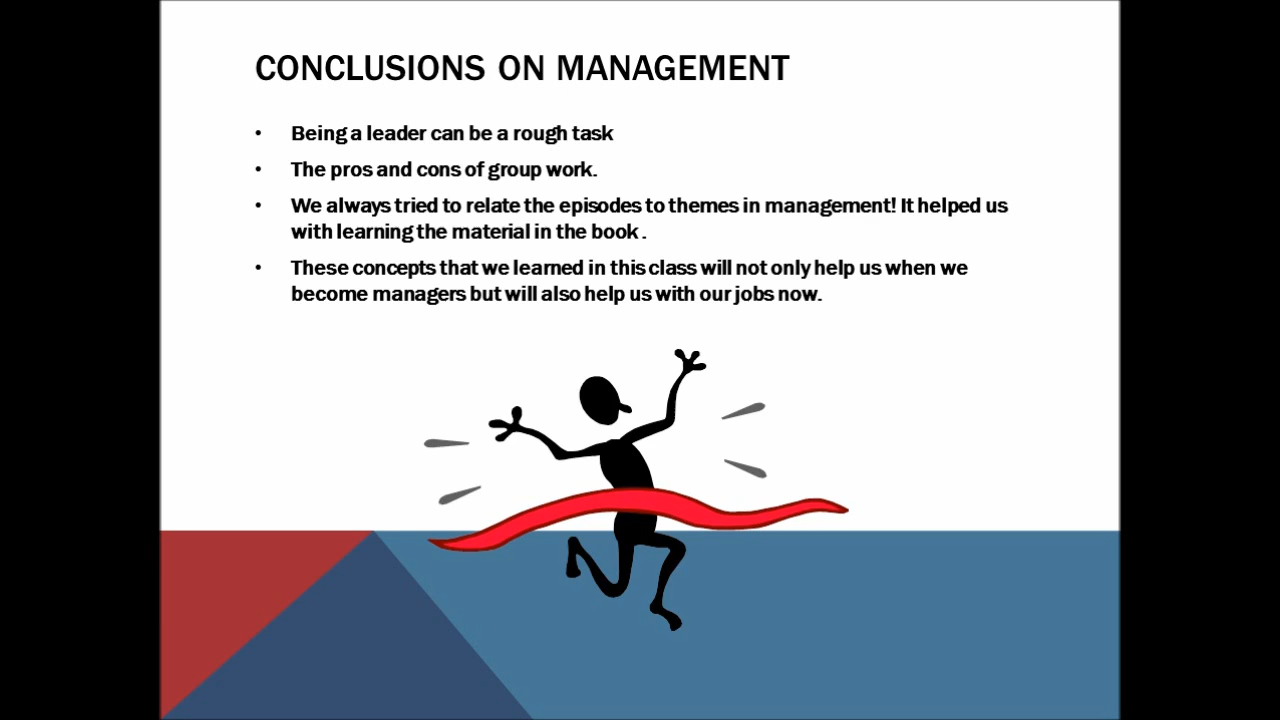 CONCLUSIONS ON MANAGEMENT
• Being a leader can be a rough task
• The pros and cons of group work.
• We always tried to relate the episodes to themes in management! It helped us
with learning the material in the book .
• These concepts that we learned in this class will not only help us when we
become managers but will also help us with our jobs now.